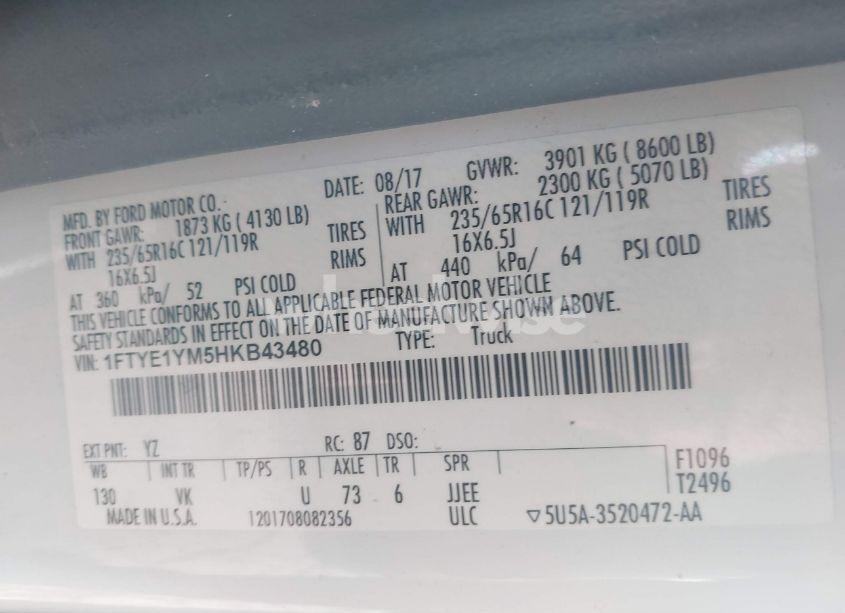 MFD. BY FORD MOTOR CO. - DATE: 08/17 GVWR: 3901 KG ( 8600 LB)
FRONT GAWR: 1873 KG ( 4130 LB) REAR GAWR: 2300 KG ( 5070 LB)
WITH 235/65R16C 121/119R TIRES WITH 235/65R16C 121/119R TIRES
16X6.5J RIMS 16X6.5J RIMS
AT 360 kPa/ 52 PSI COLD AT 440 kPa/ 64 PSI COLD
THIS VEHICLE CONFORMS TO ALL APPLICABLE FEDERAL MOTOR VEHICLE
SAFETY STANDARDS IN EFFECT ON THE DATE OF MANUFACTURE SHOWN ABOVE.
VIN: 1FTYE1YM5HKB43480 TYPE: Truck
EXT PNT: YZ RC: 87 DSO:
WB INT TR TP/PS R AXLE TR SPR F1096
130 VK U 73 6 JJEE T2496
MADE IN U.S.A. 1201708082356 ULC ▽5U5A-3520472-AA